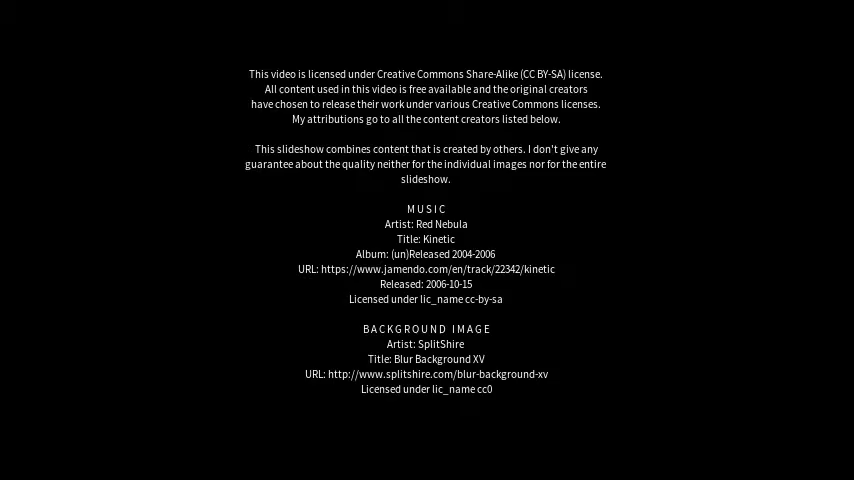 This video is licensed under Creative Commons Share-Alike (CC BY-SA) license.
All content used in this video is free available and the original creators
have chosen to release their work under various Creative Commons licenses.
My attributions go to all the content creators listed below.
This slideshow combines content that is created by others. I don't give any
guarantee about the quality neither for the individual images nor for the entire
slideshow.
MUSIC
Artist: Red Nebula
Title: Kinetic
Album: (un)Released 2004-2006
URL: https://www.jamendo.com/en/track/22342/kinetic
Released: 2006-10-15
Licensed under lic_name cc-by-sa
BACKGROUND IMAGE
Artist: SplitShire
Title: Blur Background XV
URL: http://www.splitshire.com/blur-background-xv
Licensed under lic_name cc0